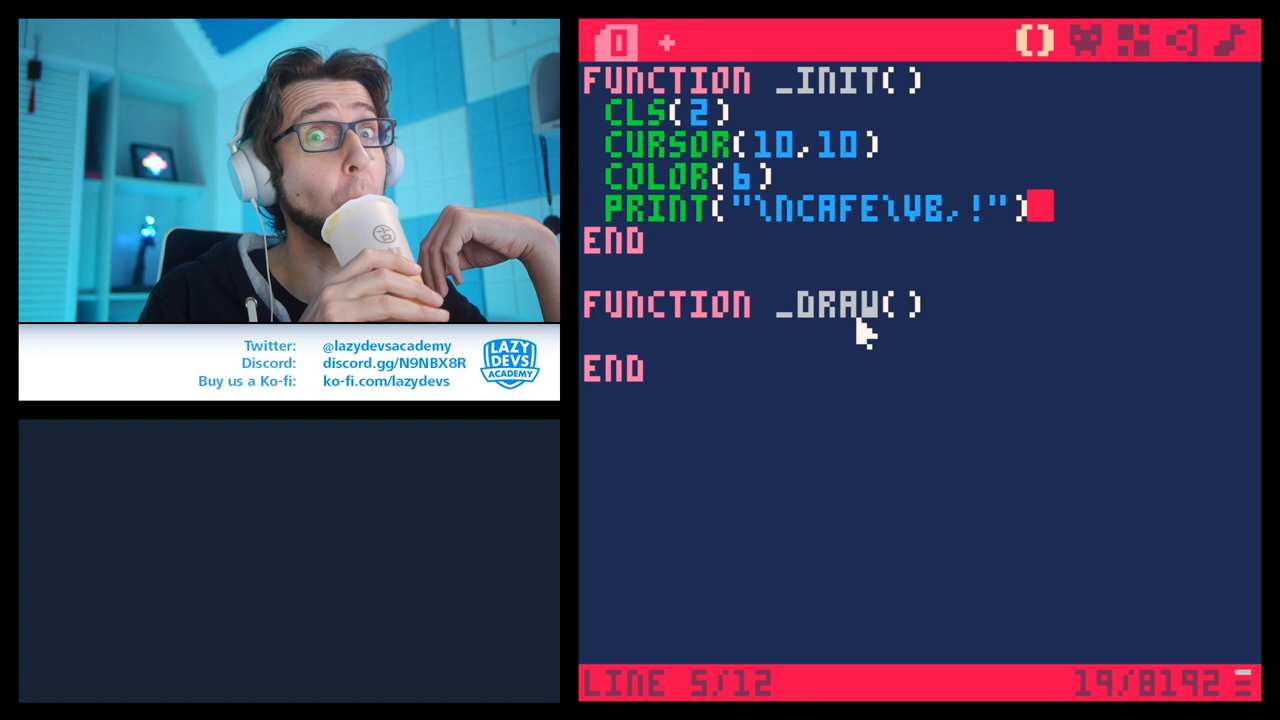 Twitter: @lazydevsacademy
Discord: discord.gg/N9NBX8R
Buy us a Ko-fi: ko-fi.com/lazydevs
LAZY
DEVS
ACADEMY
0 +
FUNCTION _INIT()
CLS(2)
CURSOR(10,10)
COLOR(6)
PRINT("\NCAFE\VB,!")
END
FUNCTION _DRAW()
END
LINE 5/12
19/8192